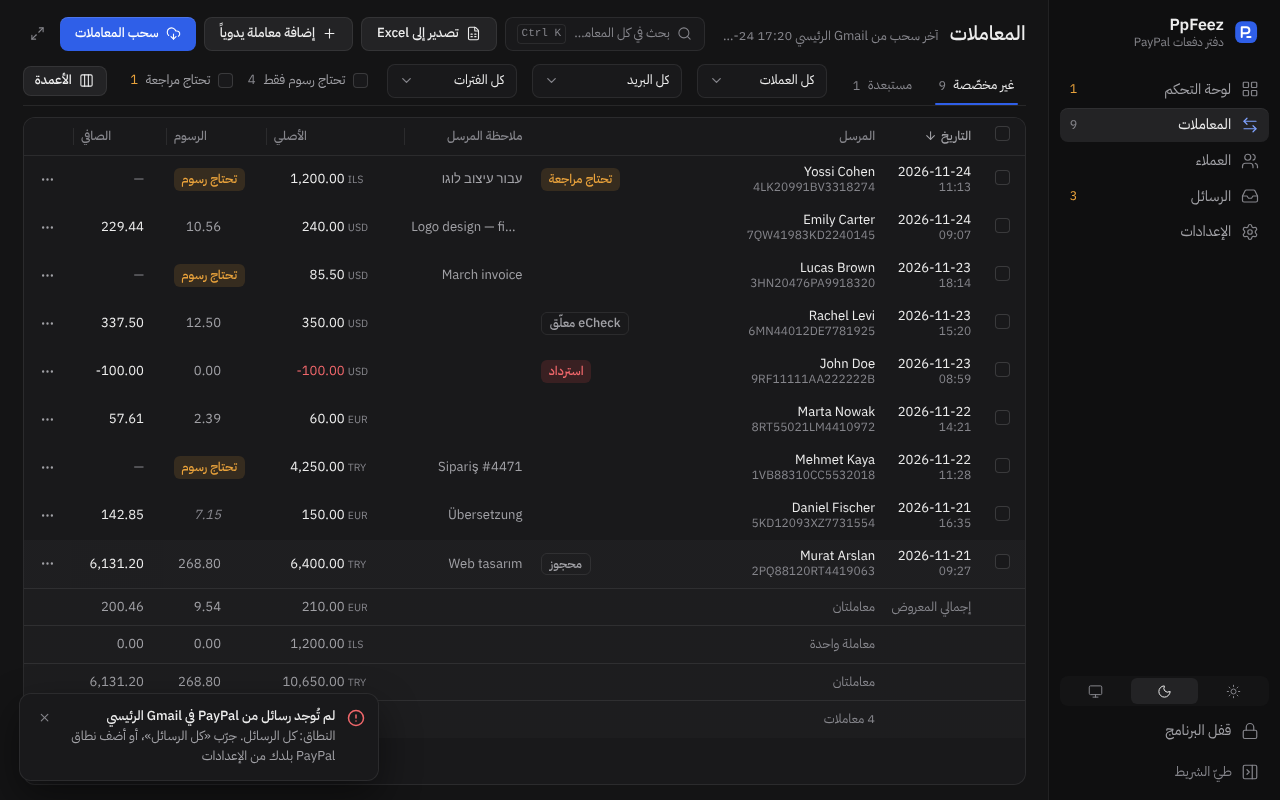 PpFeez
دفتر دفعات PayPal
لوحة التحكم 1
المعاملات 9
العملاء
الرسائل 3
الإعدادات
قفل البرنامج
طيّ الشريط
المعاملات
آخر سحب من Gmail الرئيسي 17:20 24-...
بحث في كل المعامـ... Ctrl K
تصدير إلى Excel
إضافة معاملة يدوياً
سحب المعاملات
غير مخصّصة 9
مستبعدة 1
كل العملات
كل البريد
كل الفترات
تحتاج رسوم فقط 4
تحتاج مراجعة 1
الأعمدة
التاريخ المرسل ملاحظة المرسل الأصلي الرسوم الصافي
2026-11-24 Yossi Cohen تحتاج مراجعة עבור עיצוב לוגו 1,200.00 ILS تحتاج رسوم —
11:13 4LK20991BV3318274
2026-11-24 Emily Carter Logo design — fi... 240.00 USD 10.56 229.44
09:07 7QW41983KD2240145
2026-11-23 Lucas Brown March invoice 85.50 USD تحتاج رسوم —
18:14 3HN20476PA9918320
2026-11-23 Rachel Levi eCheck معلّق 350.00 USD 12.50 337.50
15:20 6MN44012DE7781925
2026-11-23 John Doe استرداد -100.00 USD 0.00 -100.00
08:59 9RF11111AA222222B
2026-11-22 Marta Nowak 60.00 EUR 2.39 57.61
14:21 8RT55021LM4410972
2026-11-22 Mehmet Kaya Sipariş #4471 4,250.00 TRY تحتاج رسوم —
11:28 1VB88310CC5532018
2026-11-21 Daniel Fischer Übersetzung 150.00 EUR 7.15 142.85
16:35 5KD12093XZ7731554
2026-11-21 Murat Arslan محجوز Web tasarım 6,400.00 TRY 268.80 6,131.20
09:27 2PQ88120RT4419063
إجمالي المعروض معاملتان 210.00 EUR 9.54 200.46
معاملة واحدة 1,200.00 ILS 0.00 0.00
معاملتان 10,650.00 TRY 268.80 6,131.20
4 معاملات
لم تُوجد رسائل من PayPal في Gmail الرئيسي
النطاق: كل الرسائل. جرّب «كل الرسائل»، أو أضف نطاق
PayPal بلدك من الإعدادات